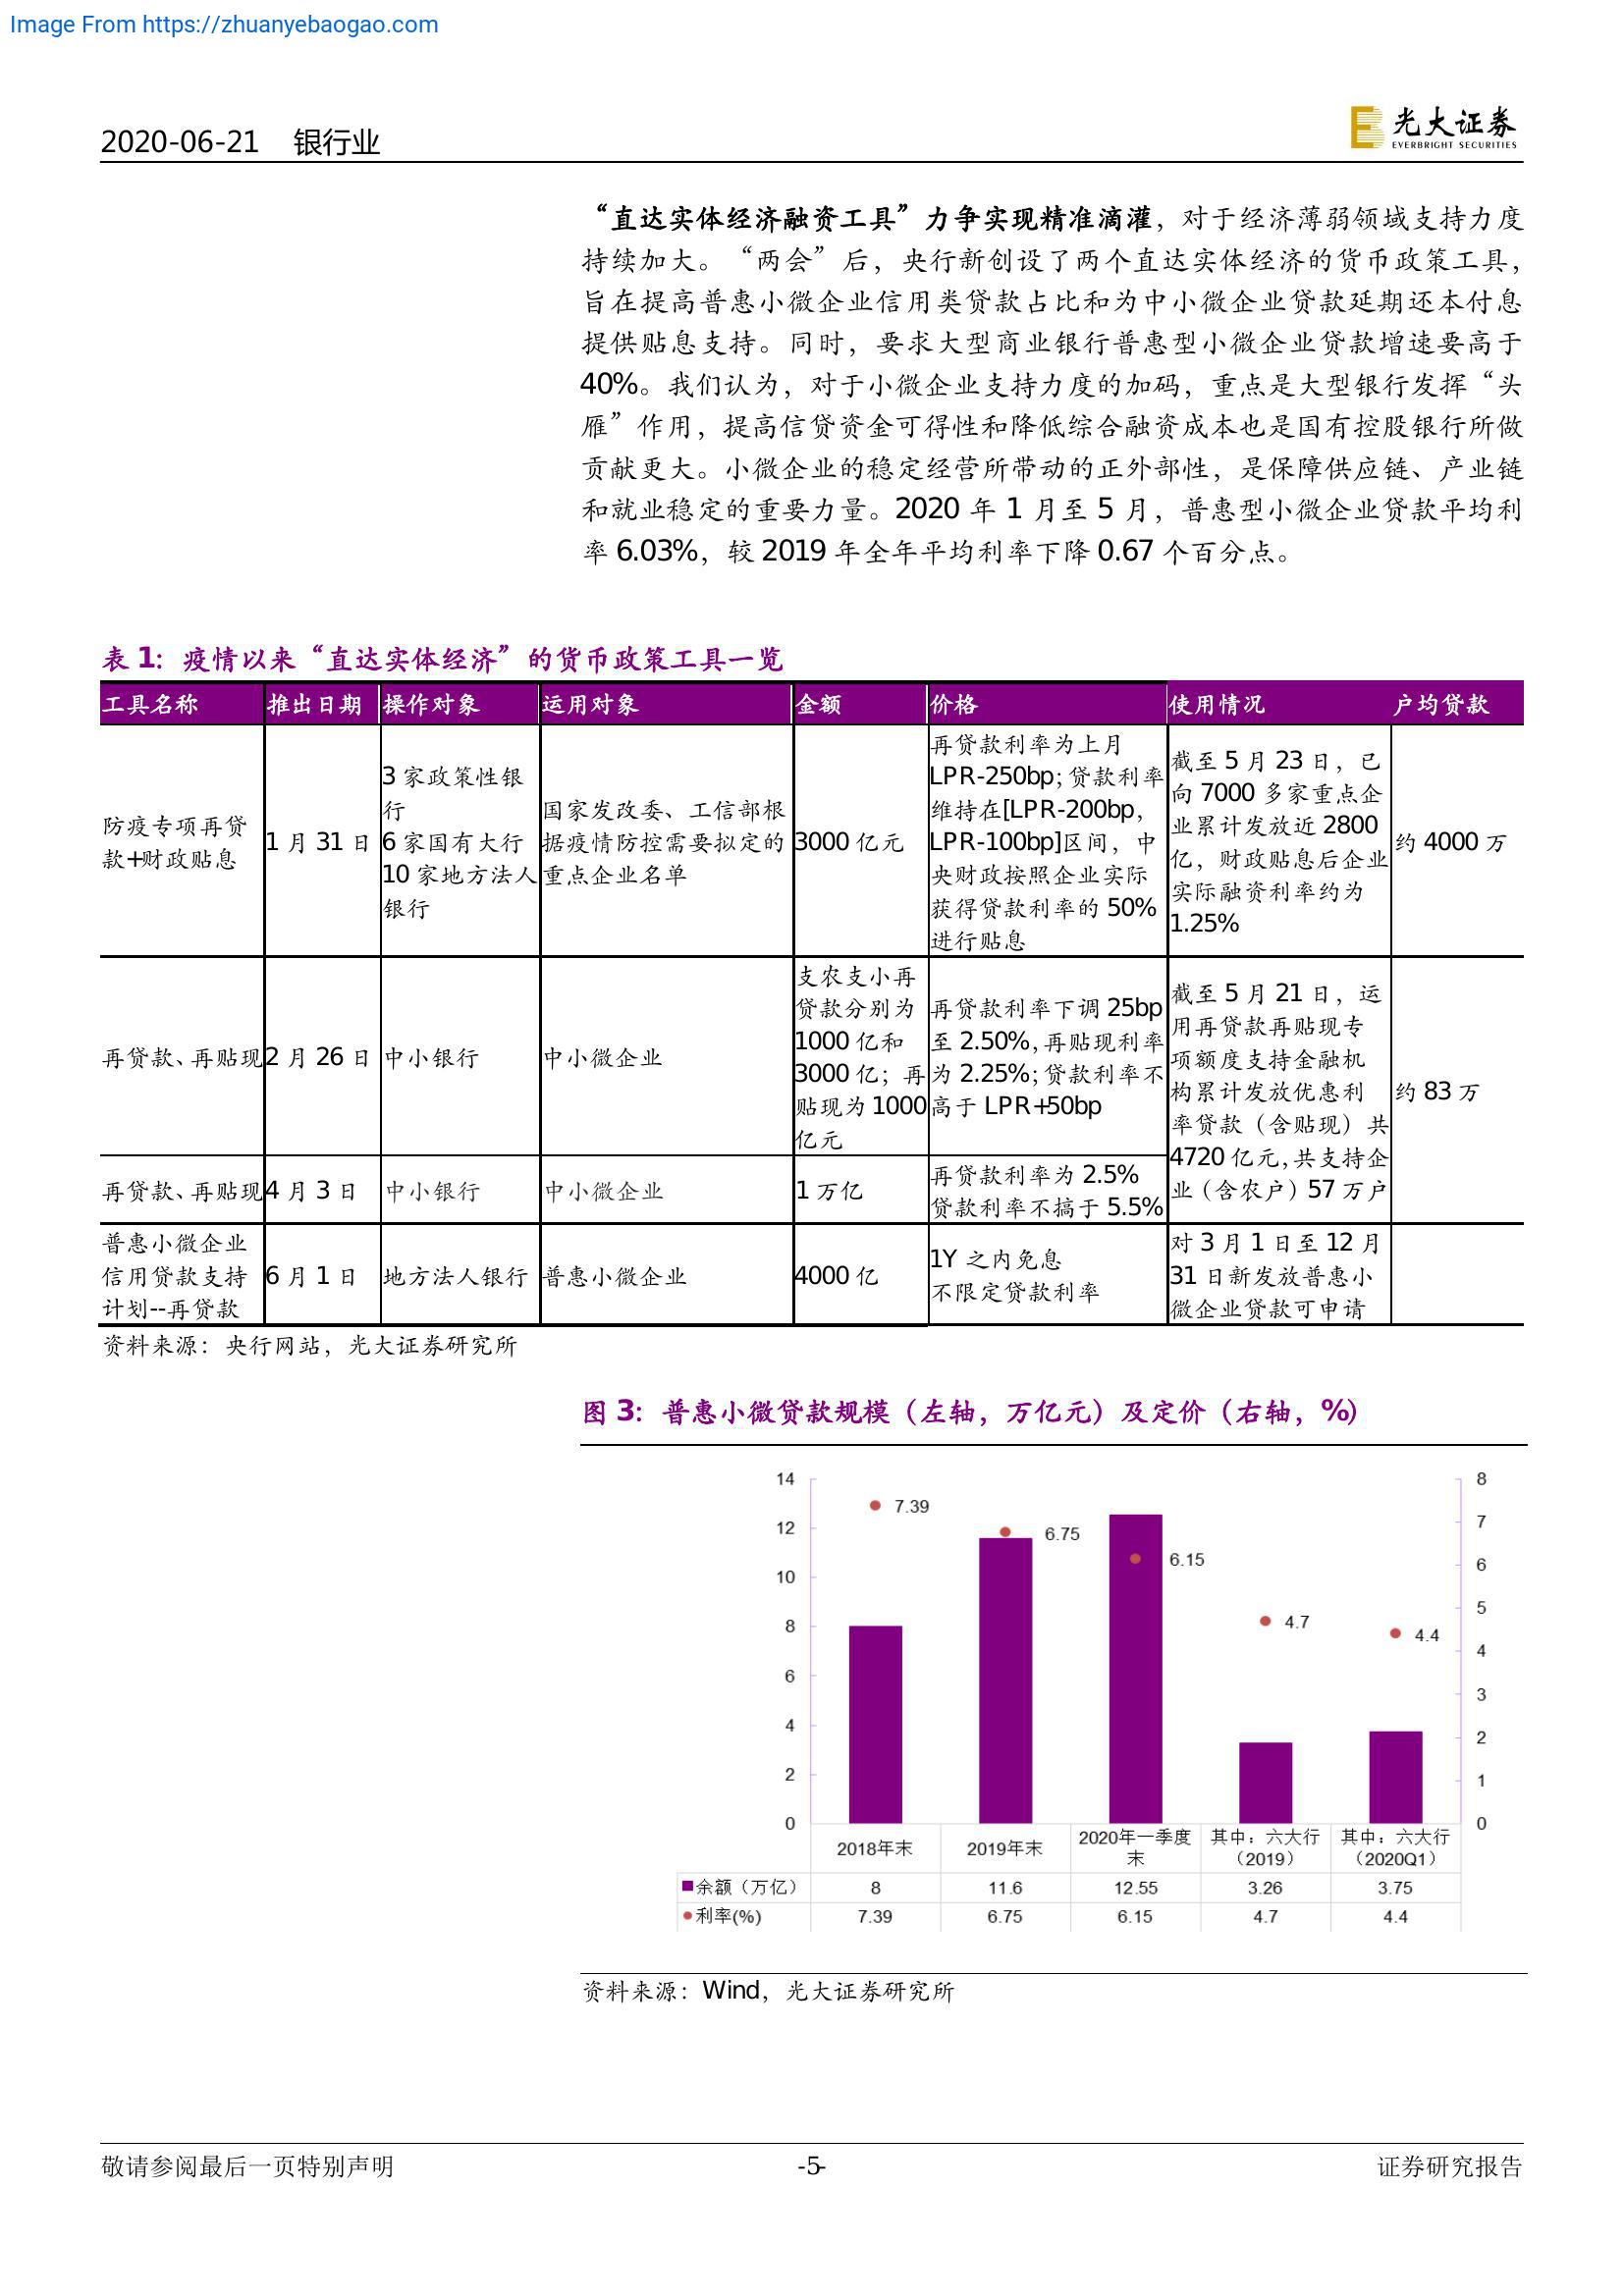 Image From https://zhuanyebaogao.com
2020-06-21 银行业
光大证券
EVERBRIGHT SECURITIES
“直达实体经济融资工具”力争实现精准滴灌，对于经济薄弱领域支持力度
持续加大。“两会”后，央行新创设了两个直达实体经济的货币政策工具，
旨在提高普惠小微企业信用类贷款占比和为中小微企业贷款延期还本付息
提供贴息支持。同时，要求大型商业银行普惠型小微企业贷款增速要高于
40%。我们认为，对于小微企业支持力度的加码，重点是大型银行发挥“头
雁”作用，提高信贷资金可得性和降低综合融资成本也是国有控股银行所做
贡献更大。小微企业的稳定经营所带动的正外部性，是保障供应链、产业链
和就业稳定的重要力量。2020 年 1 月至 5 月，普惠型小微企业贷款平均利
率 6.03%，较 2019 年全年平均利率下降 0.67 个百分点。
表 1：疫情以来“直达实体经济”的货币政策工具一览
工具名称 推出日期 操作对象 运用对象 金额 价格 使用情况 户均贷款
防疫专项再贷
款+财政贴息
1 月 31 日
3 家政策性银
行
6 家国有大行
10 家地方法人
银行
国家发改委、工信部根
据疫情防控需要拟定的
重点企业名单
3000 亿元
再贷款利率为上月
LPR-250bp；贷款利率
维持在[LPR-200bp，
LPR-100bp]区间，中
央财政按照企业实际
获得贷款利率的 50%
进行贴息
截至 5 月 23 日，已
向 7000 多家重点企
业累计发放近 2800
亿，财政贴息后企业
实际融资利率约为
1.25%
约 4000 万
再贷款、再贴现
2 月 26 日
中小银行
中小微企业
支农支小再
贷款分别为
1000 亿和
3000 亿；再
贴现为 1000
亿元
再贷款利率下调 25bp
至 2.50%，再贴现利率
为 2.25%；贷款利率不
高于 LPR+50bp
截至 5 月 21 日，运
用再贷款再贴现专
项额度支持金融机
构累计发放优惠利
率贷款（含贴现）共
4720 亿元，共支持企
业（含农户）57 万户
约 83 万
再贷款、再贴现
4 月 3 日
中小银行
中小微企业
1 万亿
再贷款利率为 2.5%
贷款利率不搞于 5.5%
普惠小微企业
信用贷款支持
计划--再贷款
6 月 1 日
地方法人银行
普惠小微企业
4000 亿
1Y 之内免息
不限定贷款利率
对 3 月 1 日至 12 月
31 日新发放普惠小
微企业贷款可申请
资料来源：央行网站，光大证券研究所
图 3：普惠小微贷款规模（左轴，万亿元）及定价（右轴，%）
14
12
10
8
6
4
2
0
7.39
6.75
6.15
4.7
4.4
8
7
6
5
4
3
2
1
0
2018年末
2019年末
2020年一季度
末
其中：六大行
（2019）
其中：六大行
（2020Q1）
余额（万亿） 8 11.6 12.55 3.26 3.75
利率(%) 7.39 6.75 6.15 4.7 4.4
资料来源：Wind，光大证券研究所
敬请参阅最后一页特别声明 -5- 证券研究报告